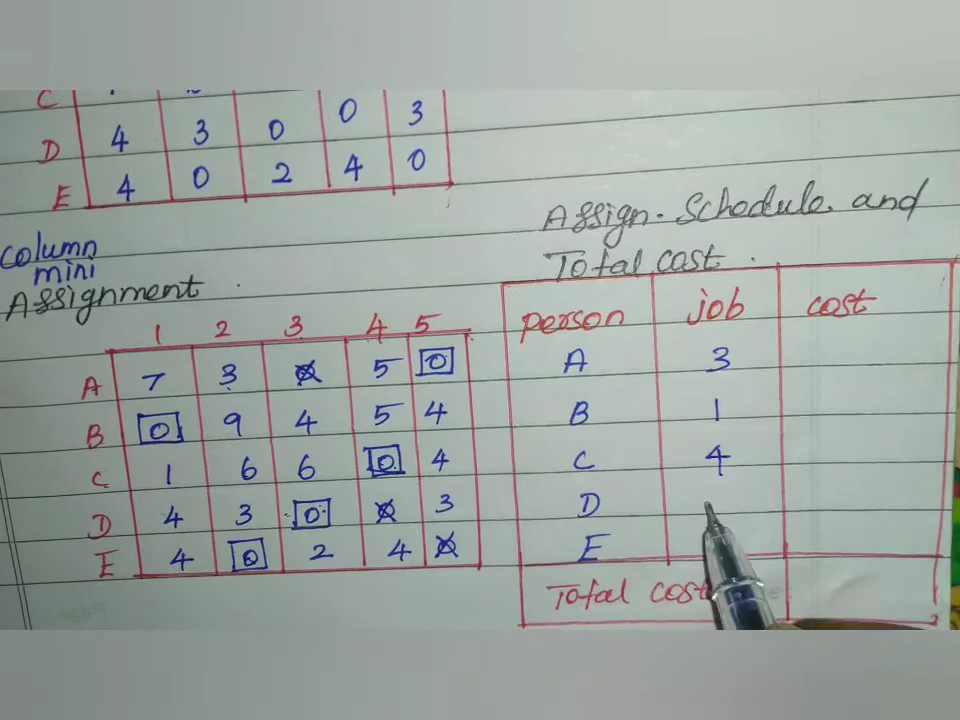 C
D 4 3 0 0 3
E 4 0 2 4 0
column
mini
Assignment
1 2 3 4 5
A 7 3 0 5 0
B 0 9 4 5 4
C 1 6 6 0 4
D 4 3 0 0 3
E 4 0 2 4 0
Assign. Schedule and
Total cost.
person job cost
A 3
B 1
C 4
D
E
Total cost